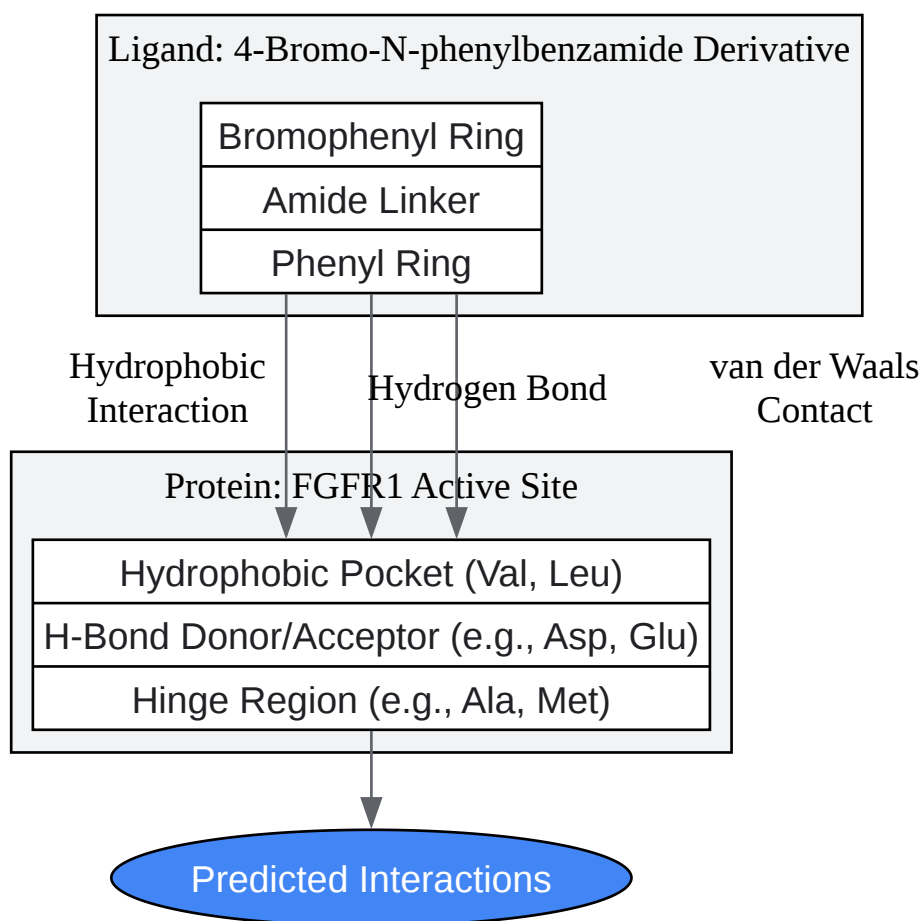 Ligand: 4-Bromo-N-phenylbenzamide Derivative
Bromophenyl Ring
Amide Linker
Phenyl Ring
Hydrophobic
Interaction
Hydrogen Bond
van der Waals
Contact
Protein: FGFR1 Active Site
Hydrophobic Pocket (Val, Leu)
H-Bond Donor/Acceptor (e.g., Asp, Glu)
Hinge Region (e.g., Ala, Met)
Predicted Interactions